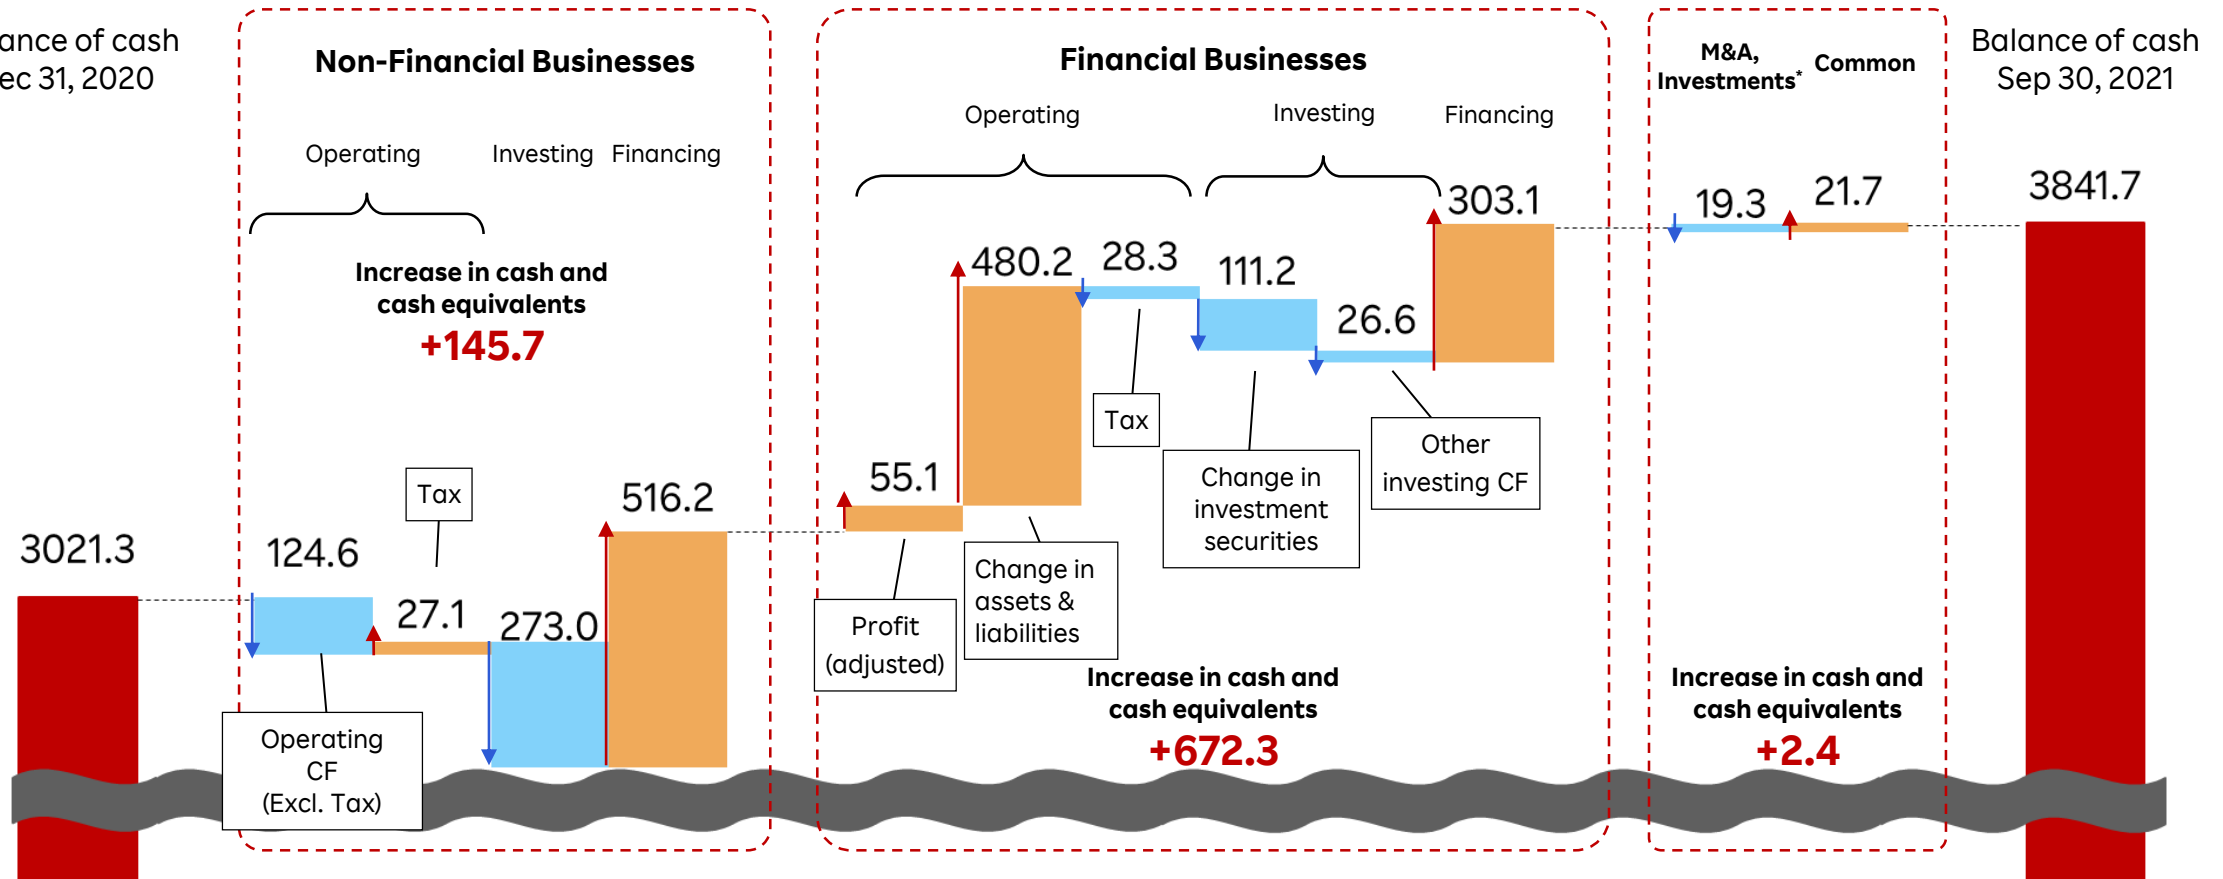 ance of cash
ec 31, 2020
Non-Financial Businesses
Financial Businesses
M&A,
Investments*
Common
Balance of cash
Sep 30, 2021
Operating
Investing
Financing
Operating
Investing
Financing
Increase in cash and
cash equivalents
+145.7
3021.3
124.6
Tax
27.1
273.0
516.2
Operating
CF
(Excl. Tax)
55.1
480.2
28.3
111.2
26.6
303.1
Profit
(adjusted)
Change in
assets &
liabilities
Tax
Change in
investment
securities
Other
investing CF
Increase in cash and
cash equivalents
+672.3
19.3
21.7
Increase in cash and
cash equivalents
+2.4
3841.7